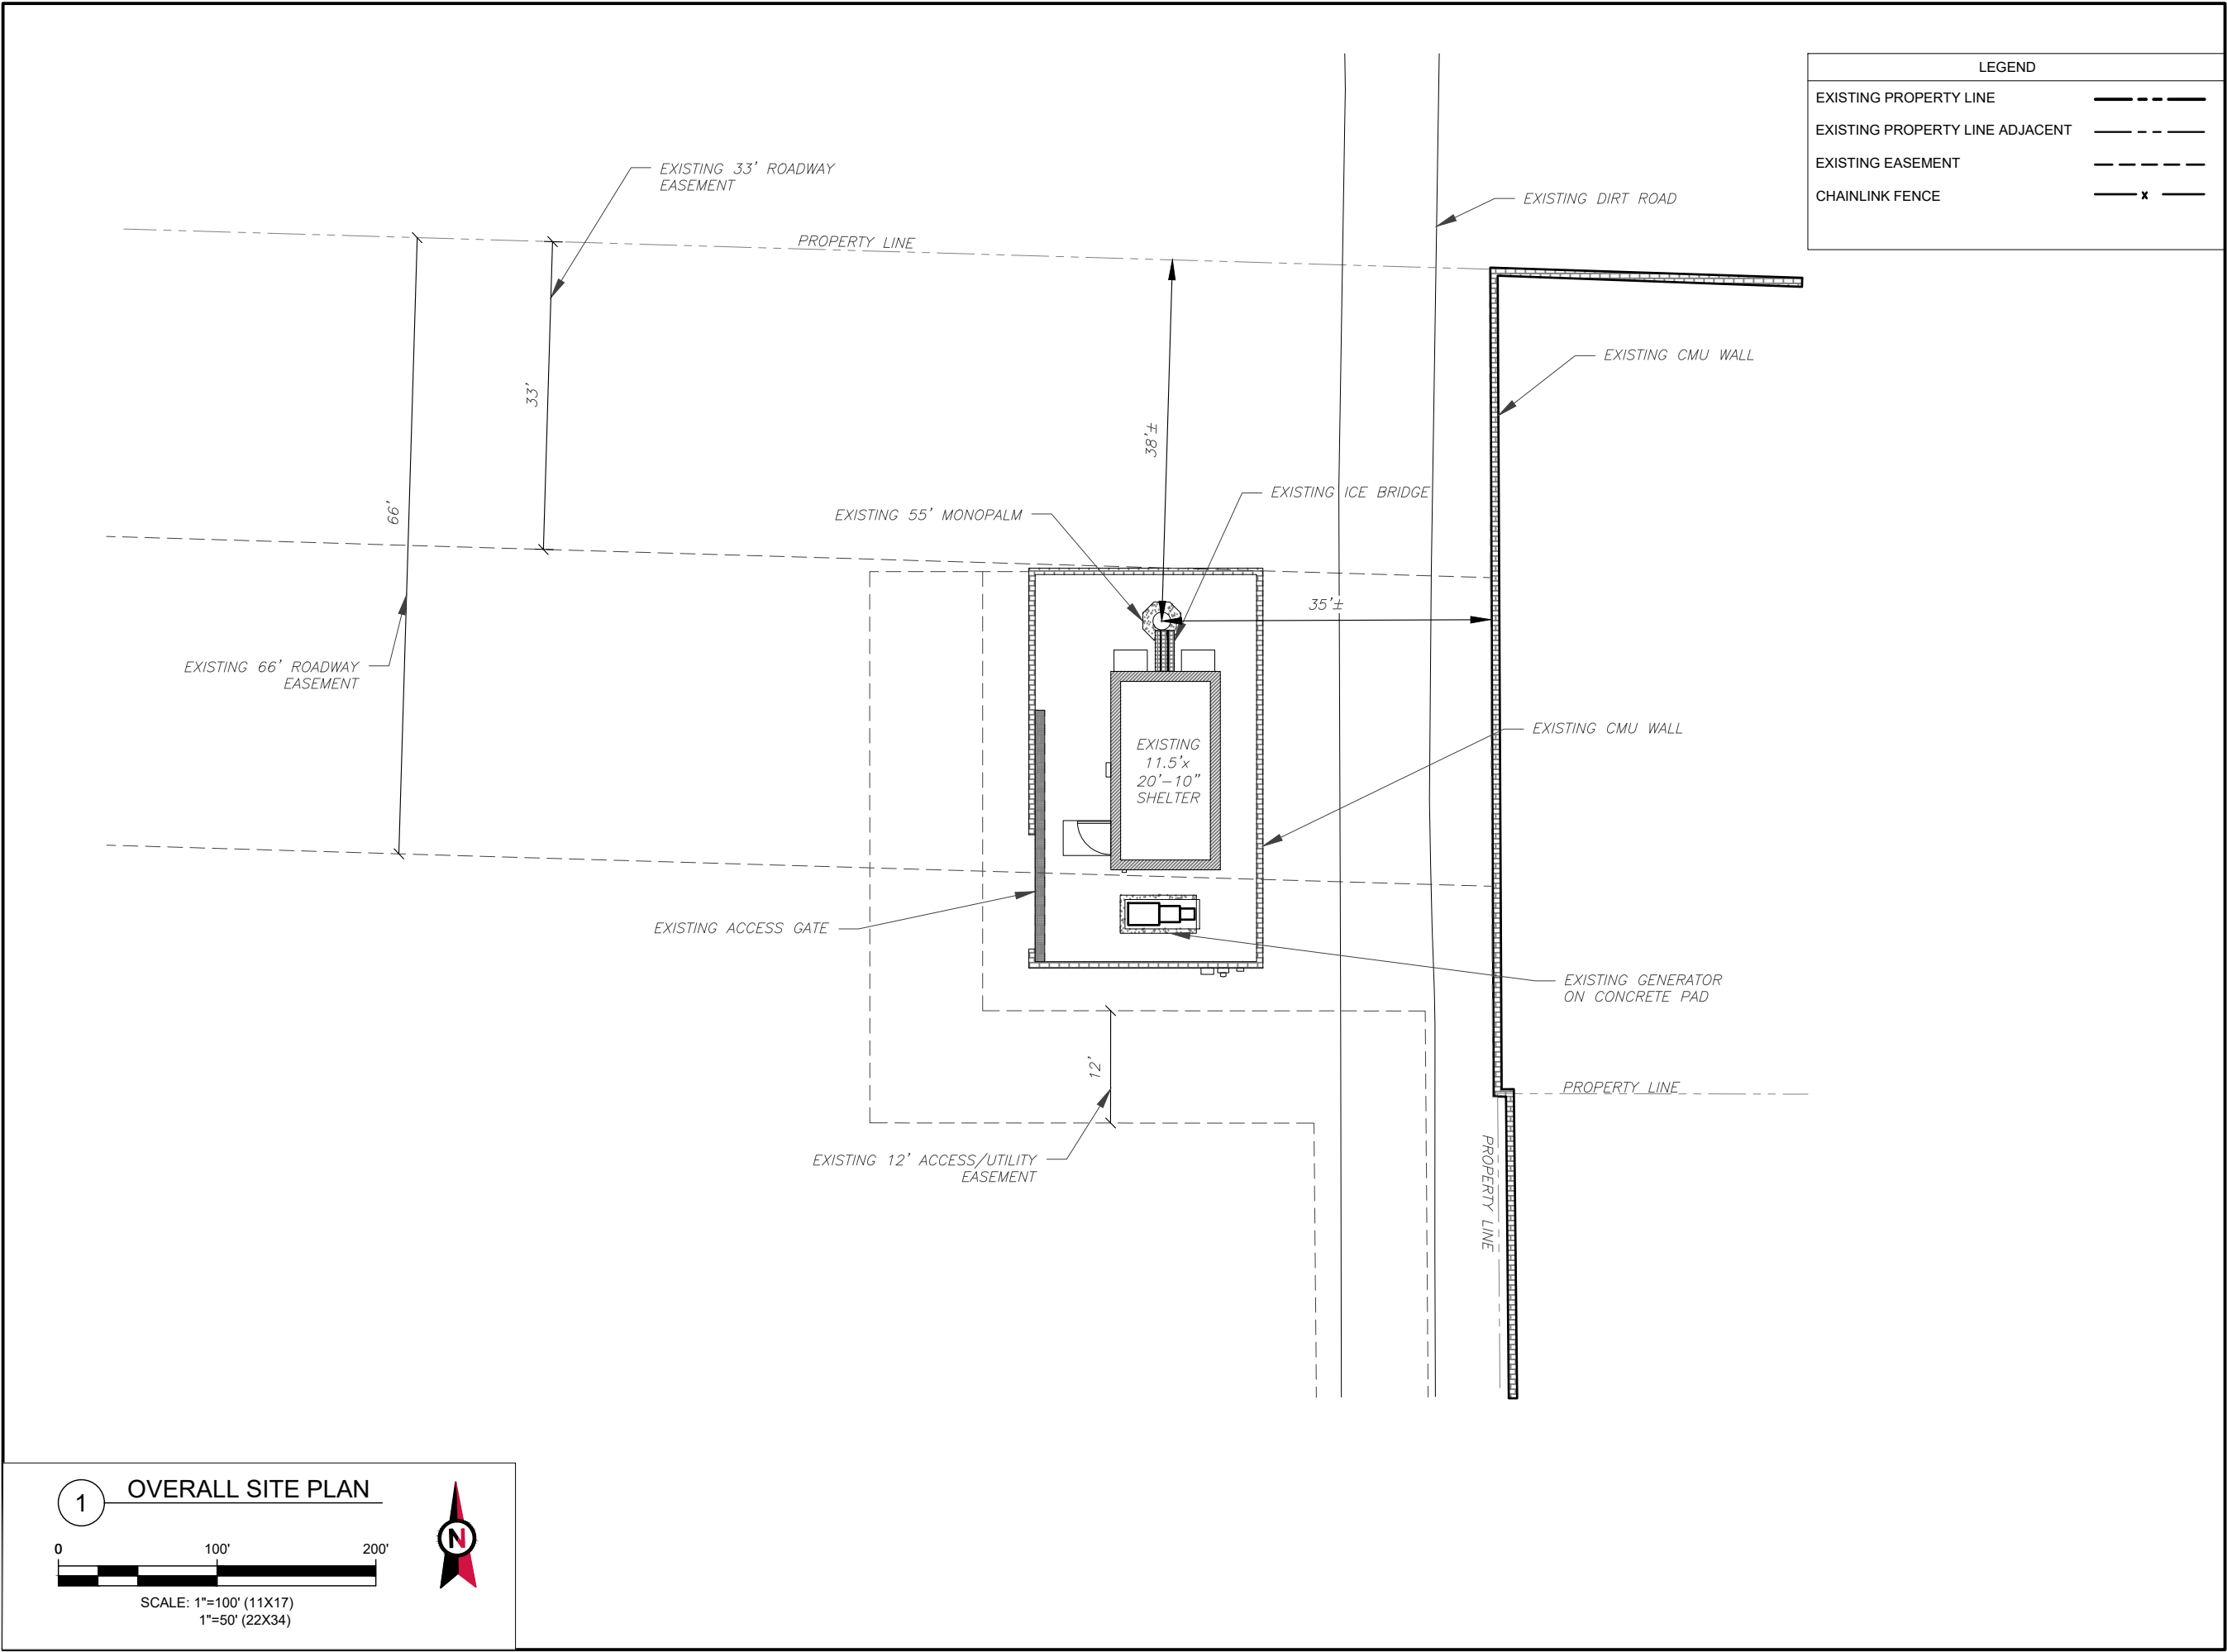 LEGEND
EXISTING PROPERTY LINE
EXISTING PROPERTY LINE ADJACENT
EXISTING EASEMENT
CHAINLINK FENCE
x
EXISTING 33' ROADWAY
EASEMENT
EXISTING DIRT ROAD
PROPERTY LINE
EXISTING CMU WALL
33'
38'±
66'
EXISTING ICE BRIDGE
EXISTING 55' MONOPALM
35'±
EXISTING 66' ROADWAY
EASEMENT
EXISTING CMU WALL
EXISTING
11.5'x
20'-10"
SHELTER
EXISTING ACCESS GATE
EXISTING GENERATOR
ON CONCRETE PAD
12'
PROPERTY LINE
EXISTING 12' ACCESS/UTILITY
EASEMENT
PROPERTY LINE
1
OVERALL SITE PLAN
N
0 100' 200'
SCALE: 1"=100' (11X17)
1"=50' (22X34)